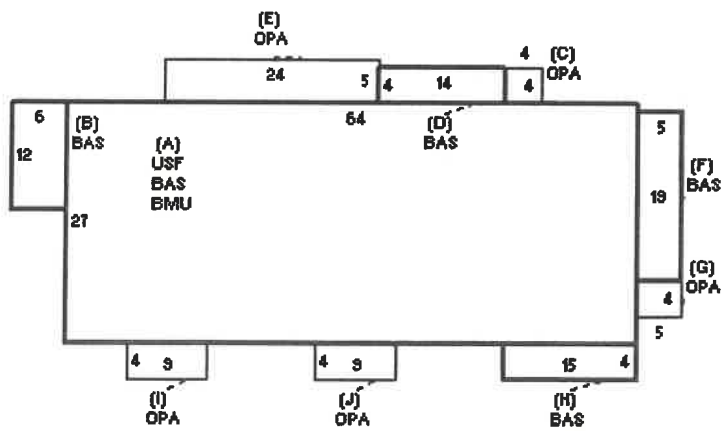 (E)
OPA
4 (C)
OPA
24 5 4 14 4
6 (B)
BAS
64
(D)
BAS
5
12
(A)
USF
BAS
BMU
(F)
BAS
19
27
(G)
OPA
4
5
4 9
4 9
15 4
(I)
OPA
(J)
OPA
(H)
BAS